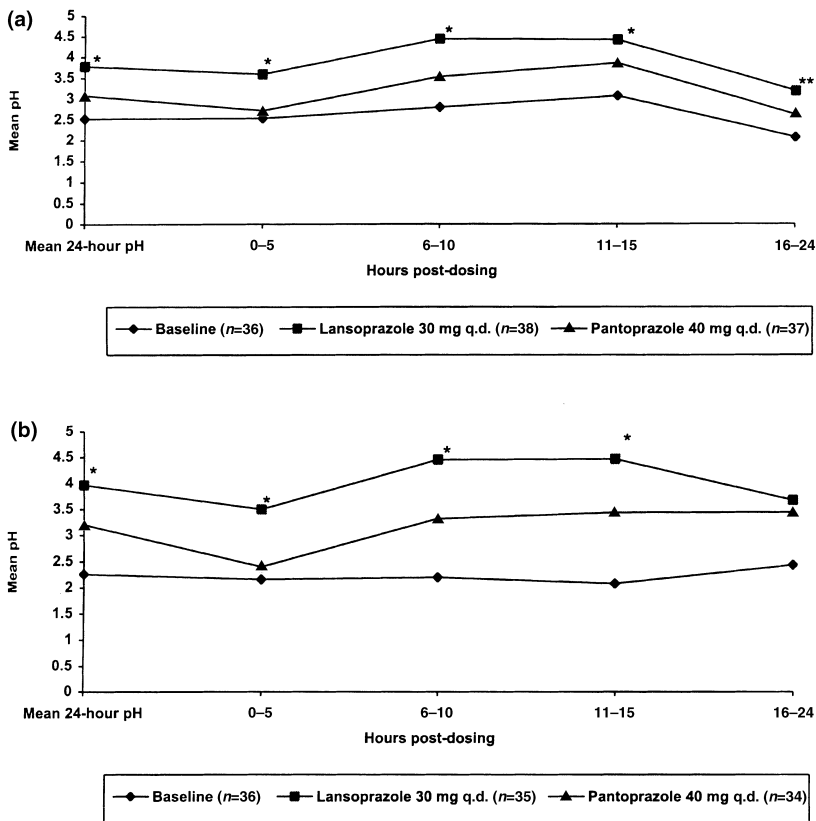 (a)
Mean pH
5
4.5
4
3.5
3
2.5
2
1.5
1
0.5
0
* * * * **
Mean 24-hour pH 0–5 6–10 11–15 16–24
Hours post-dosing
Baseline (n=36) Lansoprazole 30 mg q.d. (n=38) Pantoprazole 40 mg q.d. (n=37)
(b)
Mean pH
5
4.5
4
3.5
3
2.5
2
1.5
1
0.5
0
* * * *
Mean 24-hour pH 0–5 6–10 11–15 16–24
Hours post-dosing
Baseline (n=36) Lansoprazole 30 mg q.d. (n=35) Pantoprazole 40 mg q.d. (n=34)